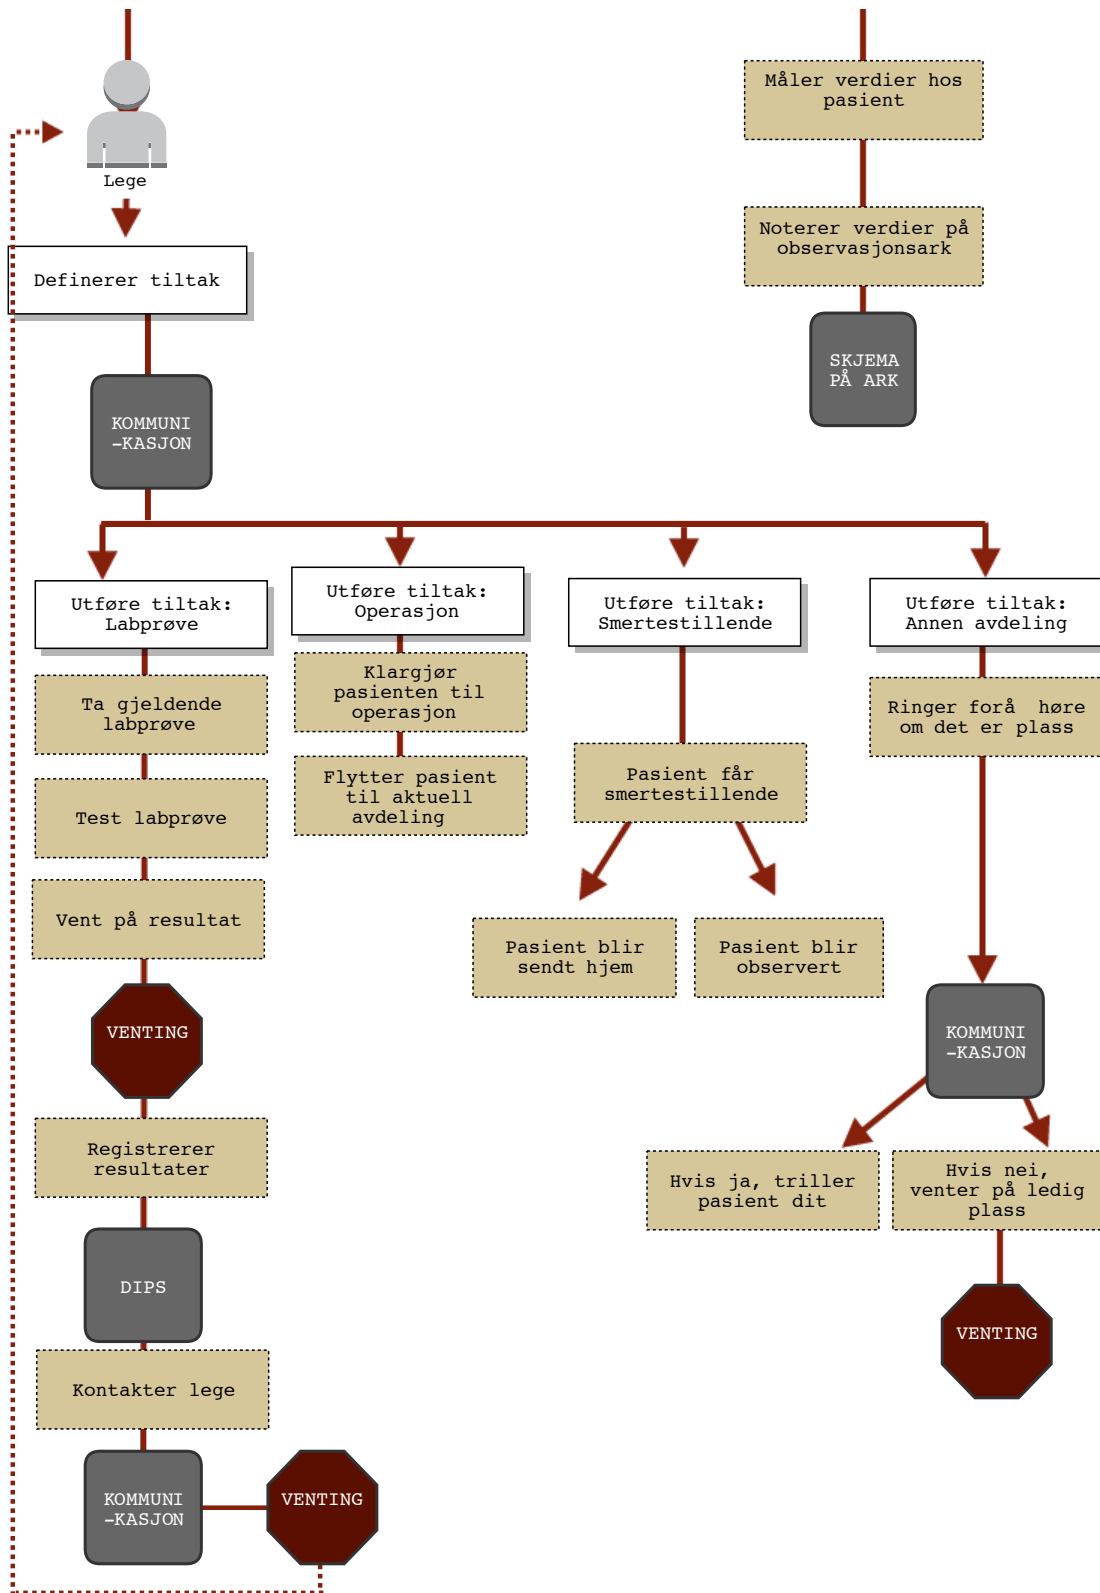 Lege
Måler verdier hos
pasient
Noterer verdier på
observasjonsark
SKJEMA
PÅ ARK
Definerer tiltak
KOMMUNI
-KASJON
Utføre tiltak:
Labprøve
Ta gjeldende
labprøve
Test labprøve
Vent på resultat
VENTING
Registrerer
resultater
DIPS
Kontakter lege
KOMMUNI
-KASJON
VENTING
Utføre tiltak:
Operasjon
Klargjør
pasienten til
operasjon
Flytter pasient
til aktuell
avdeling
Utføre tiltak:
Smertestillende
Pasient får
smertestillende
Pasient blir
sendt hjem
Pasient blir
observert
Utføre tiltak:
Annen avdeling
Ringer forå  høre
om det er plass
KOMMUNI
-KASJON
Hvis ja, triller
pasient dit
Hvis nei,
venter på ledig
plass
VENTING